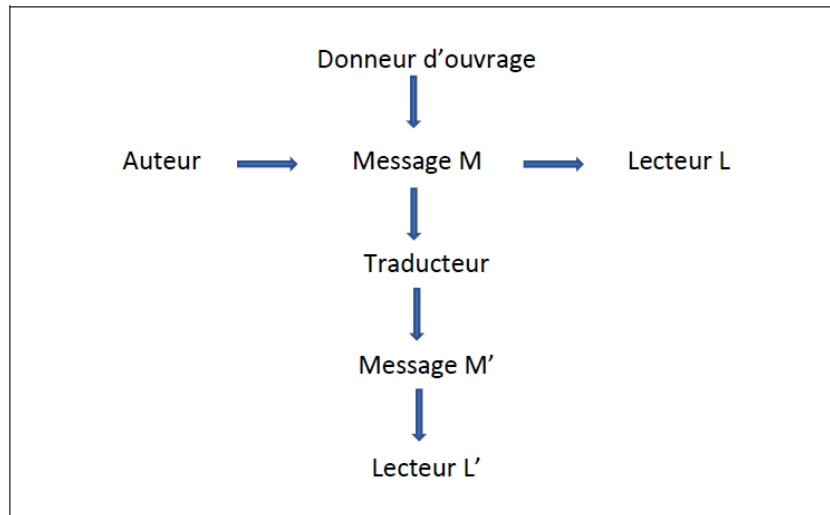 Donneur d’ouvrage
Auteur Message M Lecteur L
Traducteur
Message M’
Lecteur L’